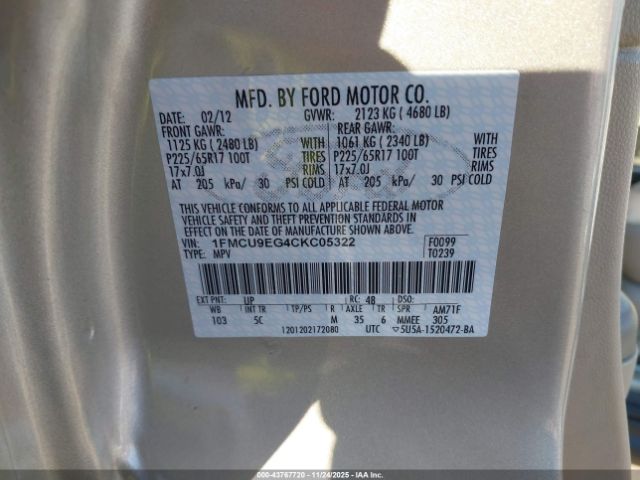 MFD. BY FORD MOTOR CO.
DATE: 02/12 GVWR: 2123 KG ( 4680 LB)
FRONT GAWR: REAR GAWR:
1125 KG ( 2480 LB) WITH 1061 KG ( 2340 LB) WITH
P225/65R17 100T TIRES P225/65R17 100T TIRES
17x7.0J RIMS 17x7.0J RIMS
AT 205 kPa/ 30 PSI COLD AT 205 kPa/ 30 PSI COLD
THIS VEHICLE CONFORMS TO ALL APPLICABLE FEDERAL MOTOR
VEHICLE SAFETY AND THEFT PREVENTION STANDARDS IN
EFFECT ON THE DATE OF MANUFACTURE SHOWN ABOVE.
VIN: 1FMCU9EG4CKC05322 F0099
TYPE: MPV T0239
EXT PNT: UP RC: 48 DSO:
WB INT TR TP/PS R AXLE TR SPR AM71F
103 5C M 35 6 MMEE 305
1201202172080 UTC ▽5U5A-1520472-BA
000-43767720 - 11/24/2025 - IAA Inc.